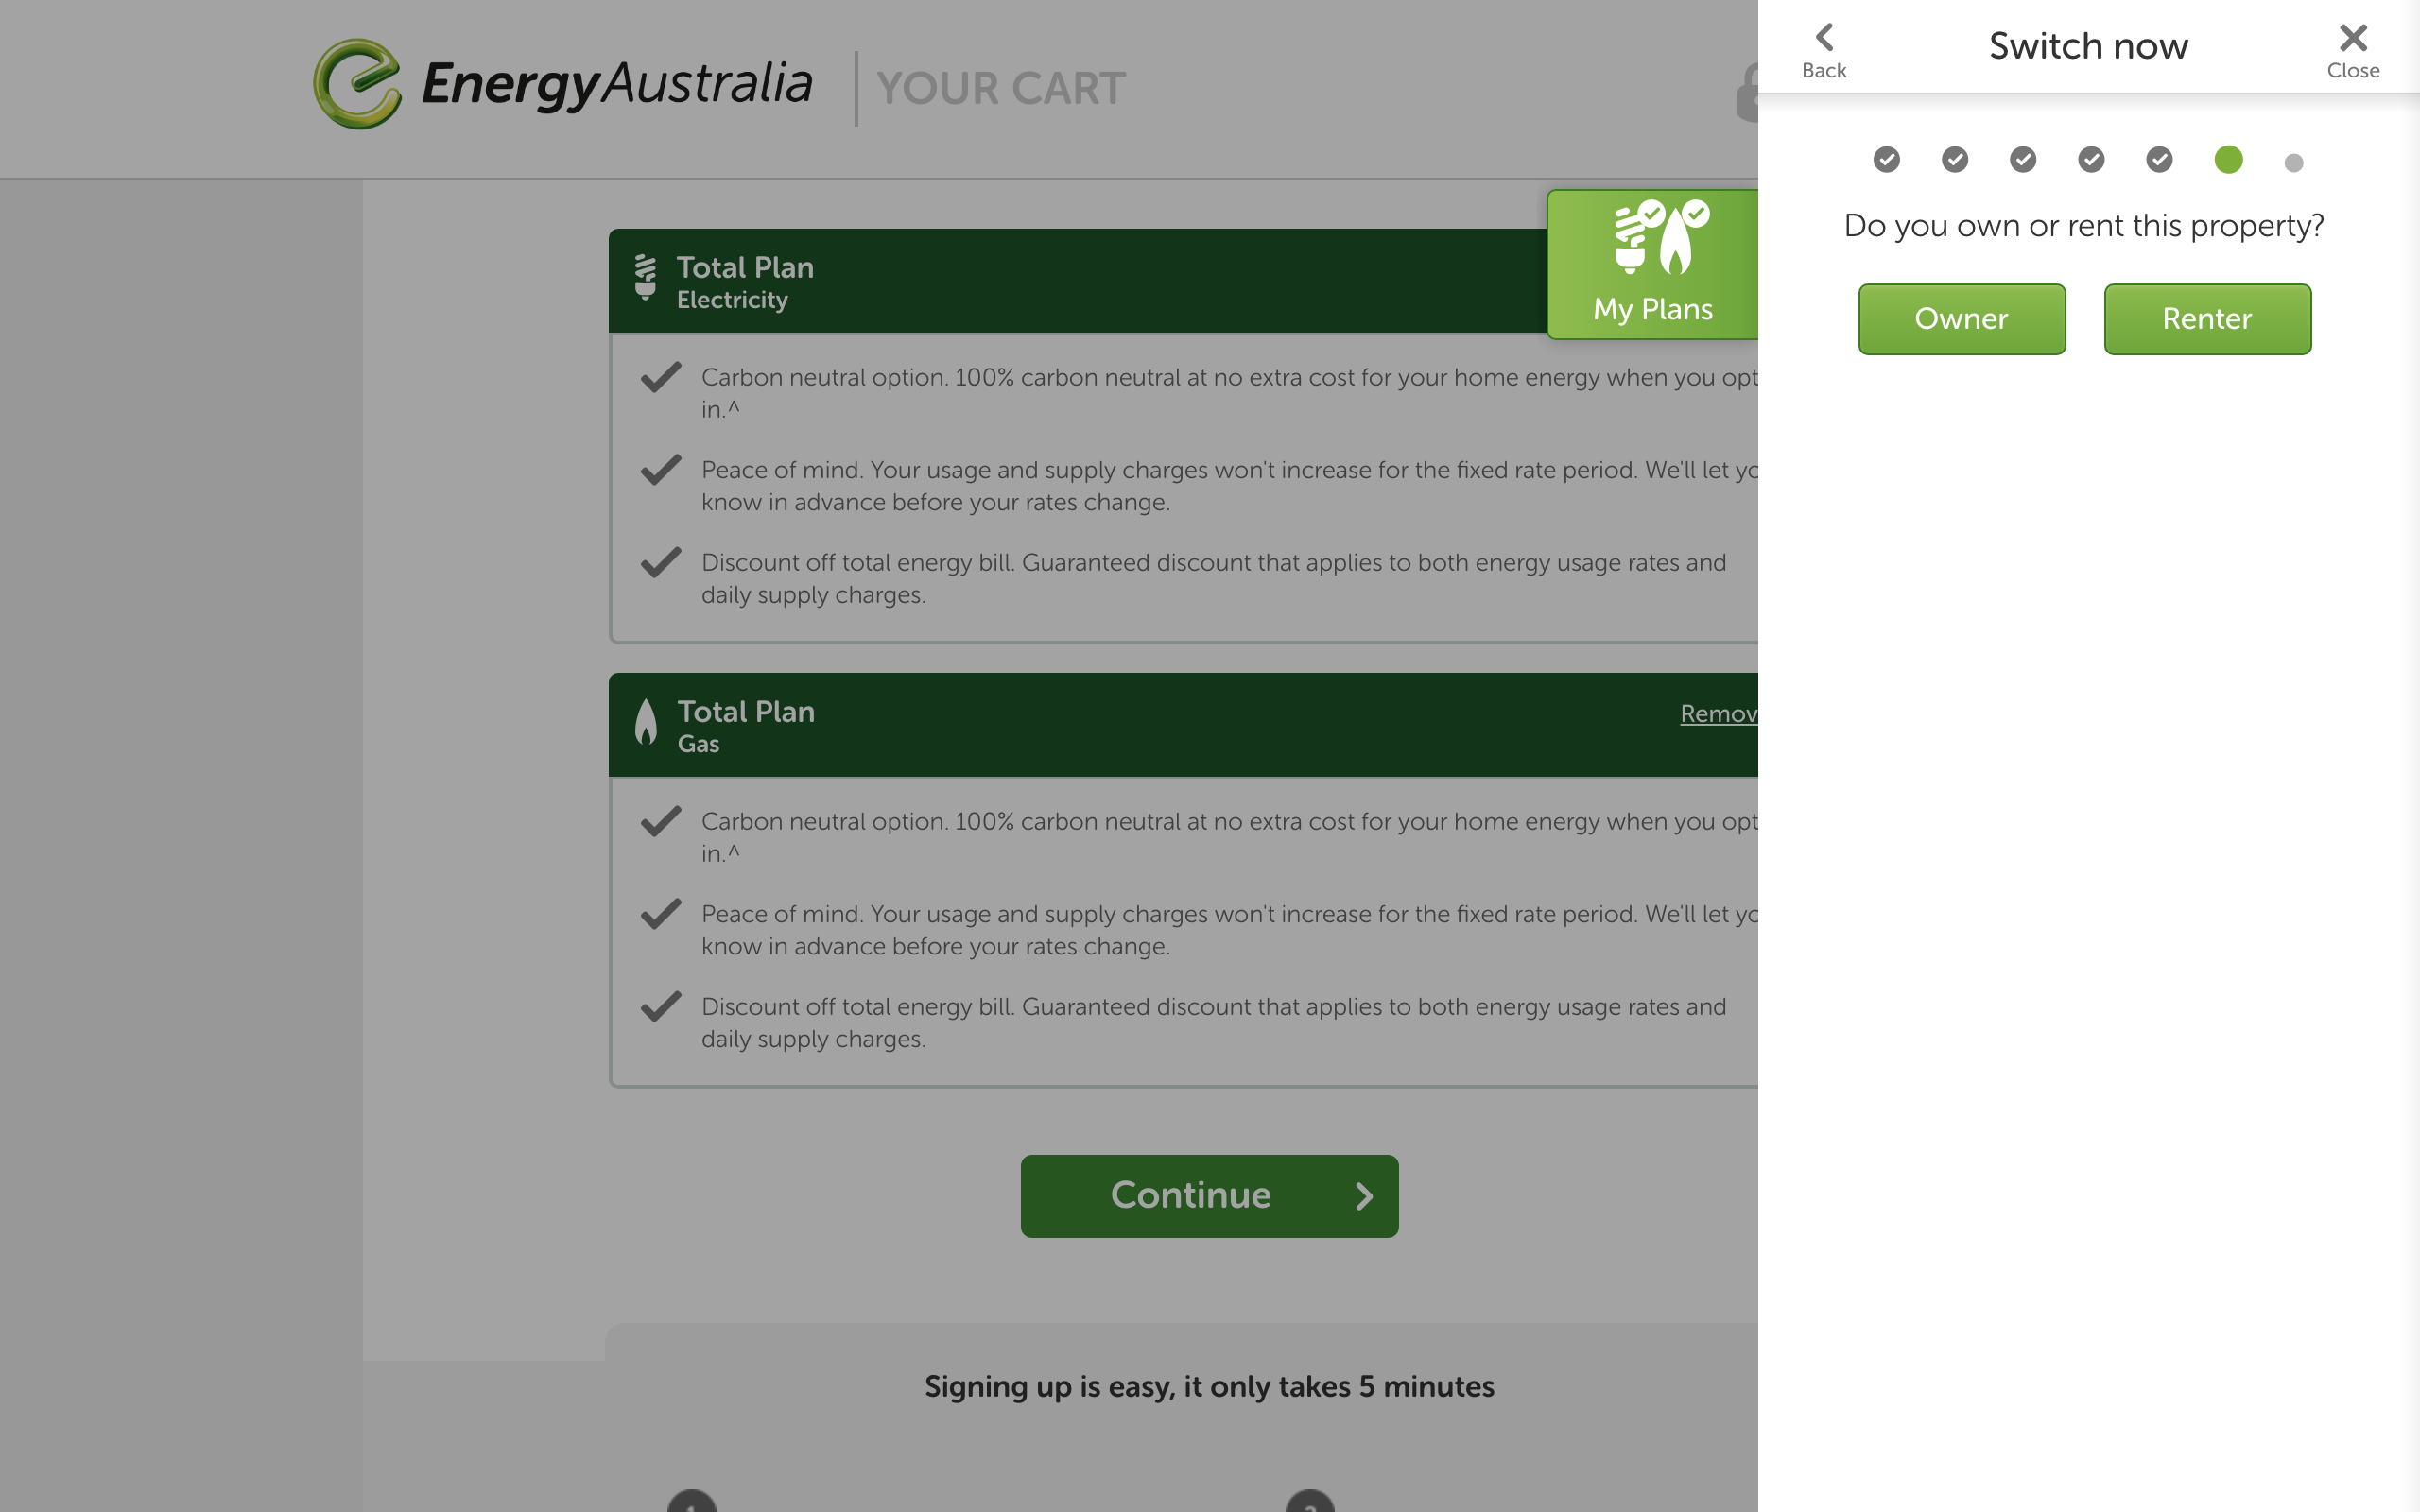 EnergyAustralia
YOUR CART
Back
Switch now
Close
Do you own or rent this property?
Owner
Renter
My Plans
Total Plan
Electricity
Carbon neutral option. 100% carbon neutral at no extra cost for your home energy when you opt
in.^
Peace of mind. Your usage and supply charges won't increase for the fixed rate period. We'll let
know in advance before your rates change.
Discount off total energy bill. Guaranteed discount that applies to both energy usage rates and
daily supply charges.
Total Plan
Gas
Remov
Carbon neutral option. 100% carbon neutral at no extra cost for your home energy when you opt
in.^
Peace of mind. Your usage and supply charges won't increase for the fixed rate period. We'll let
know in advance before your rates change.
Discount off total energy bill. Guaranteed discount that applies to both energy usage rates and
daily supply charges.
Continue
Signing up is easy, it only takes 5 minutes